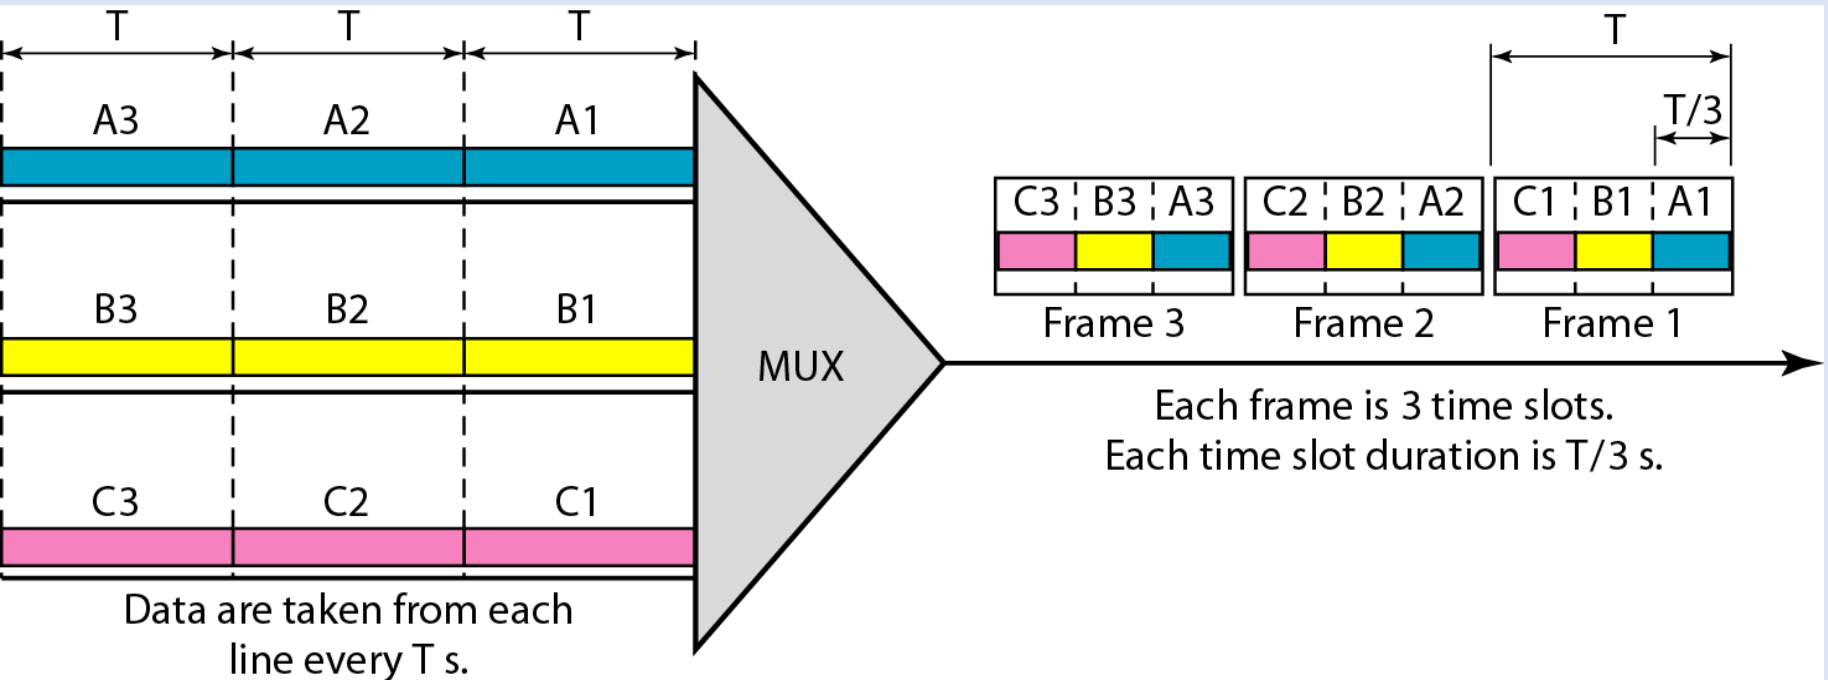 T T T T
T/3
A3 A2 A1
C3 B3 A3 C2 B2 A2 C1 B1 A1
B3 B2 B1
Frame 3 Frame 2 Frame 1
MUX
Each frame is 3 time slots.
Each time slot duration is T/3 s.
C3 C2 C1
Data are taken from each
line every T s.